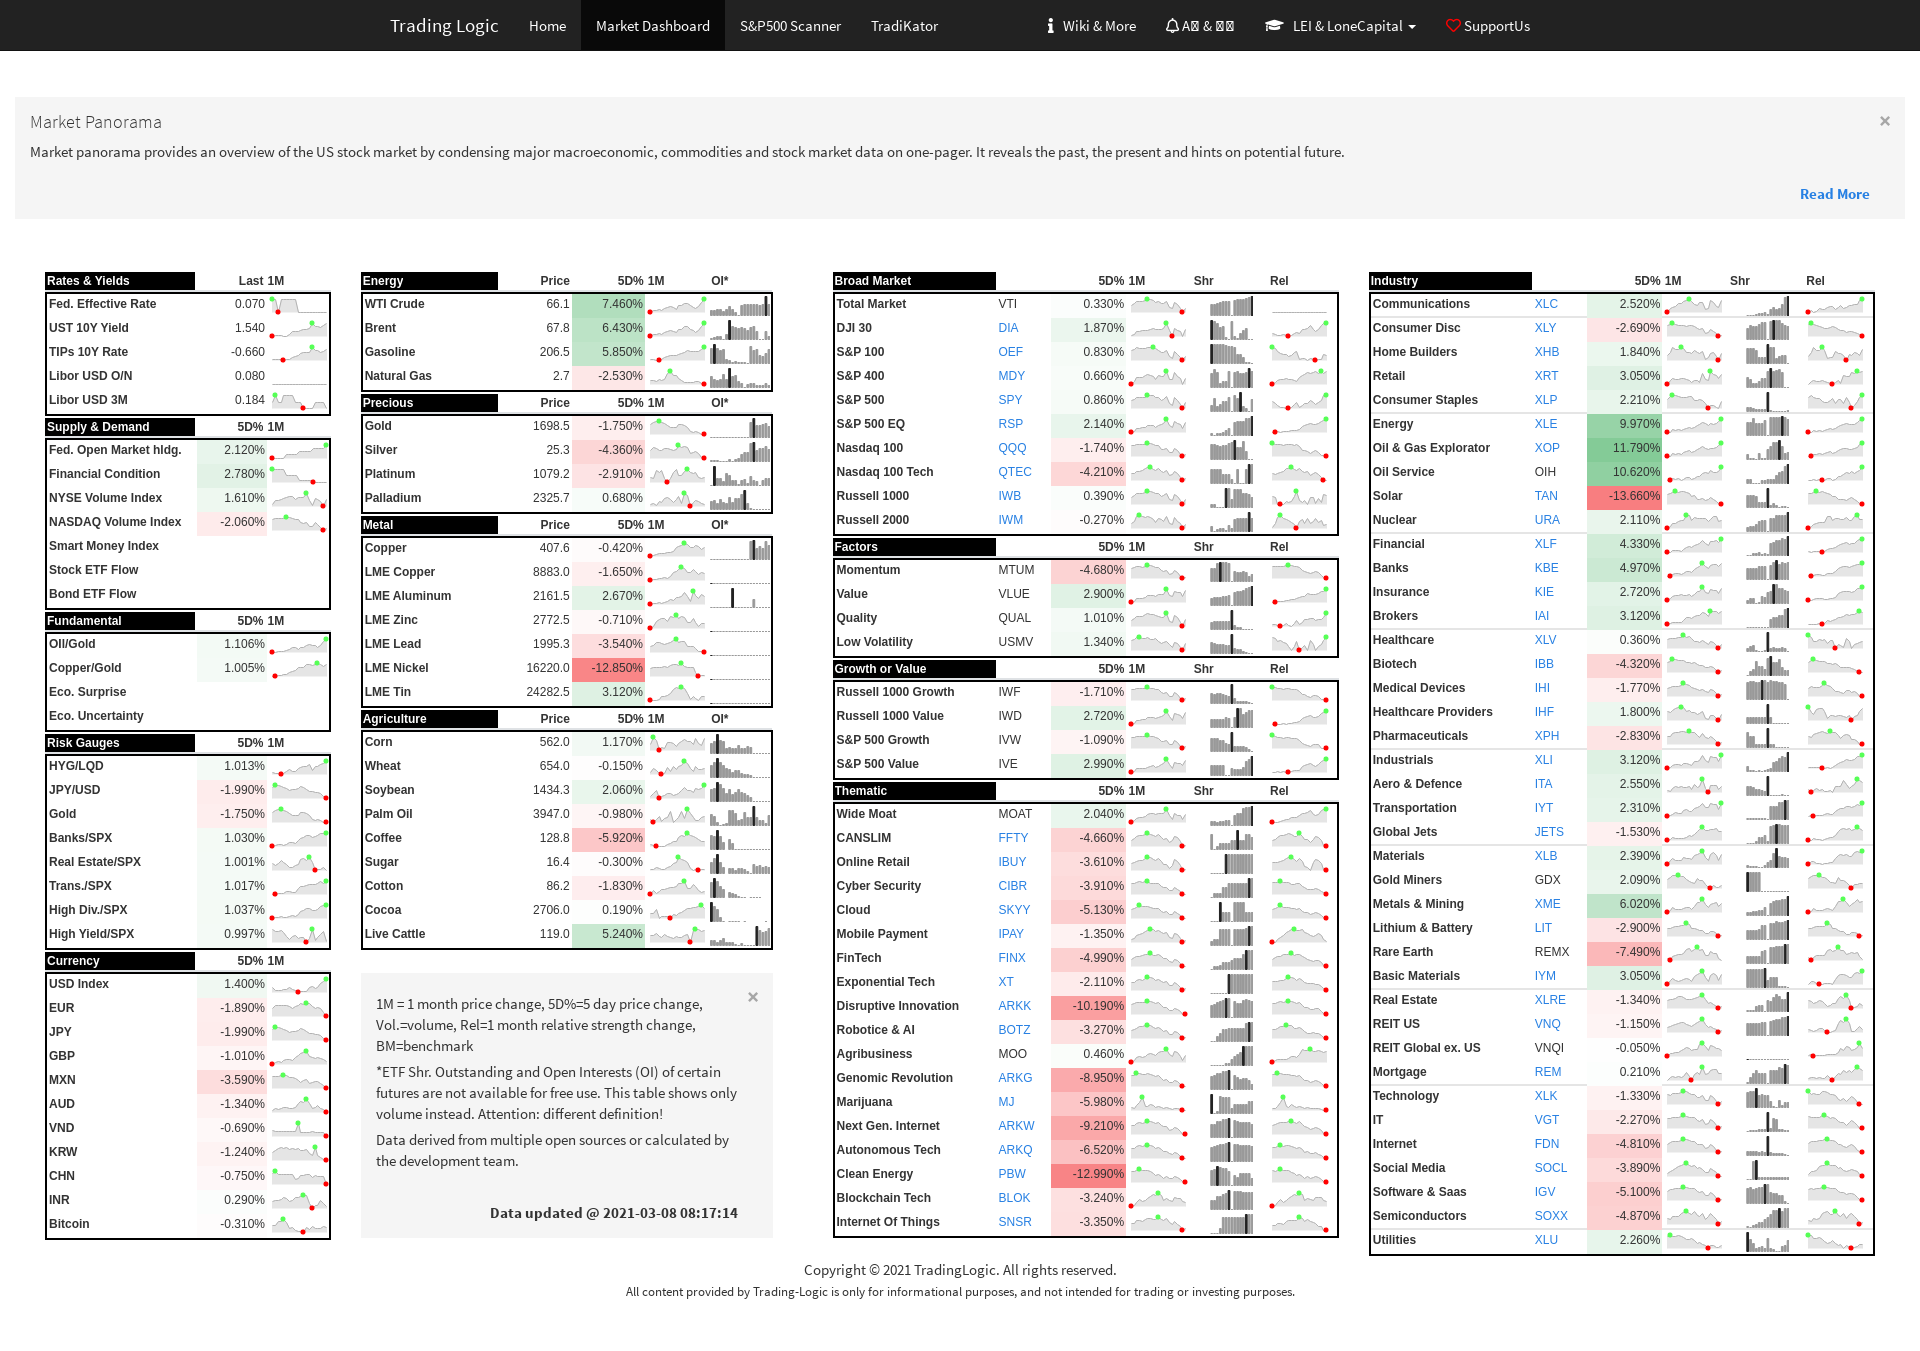 Trading Logic Home Market Dashboard S&P500 Scanner TradiKator Wiki & More LEI & LoneCapital SupportUs
Market Panorama ×
Market panorama provides an overview of the US stock market by condensing major macroeconomic, commodities and stock market data on one-pager. It reveals the past, the present and hints on potential future.
Read More
Rates & Yields Last 1M
Fed. Effective Rate 0.070
UST 10Y Yield 1.540
TIPs 10Y Rate -0.660
Libor USD O/N 0.080
Libor USD 3M 0.184
Supply & Demand 5D% 1M
Fed. Open Market hldg. 2.120%
Financial Condition 2.780%
NYSE Volume Index 1.610%
NASDAQ Volume Index -2.060%
Smart Money Index
Stock ETF Flow
Bond ETF Flow
Fundamental 5D% 1M
OIl/Gold 1.106%
Copper/Gold 1.005%
Eco. Surprise
Eco. Uncertainty
Risk Gauges 5D% 1M
HYG/LQD 1.013%
JPY/USD -1.990%
Gold -1.750%
Banks/SPX 1.030%
Real Estate/SPX 1.001%
Trans./SPX 1.017%
High Div./SPX 1.037%
High Yield/SPX 0.997%
Currency 5D% 1M
USD Index 1.400%
EUR -1.890%
JPY -1.990%
GBP -1.010%
MXN -3.590%
AUD -1.340%
VND -0.690%
KRW -1.240%
CHN -0.750%
INR 0.290%
Bitcoin -0.310%
Energy Price 5D% 1M OI*
WTI Crude 66.1 7.460%
Brent 67.8 6.430%
Gasoline 206.5 5.850%
Natural Gas 2.7 -2.530%
Precious Price 5D% 1M OI*
Gold 1698.5 -1.750%
Silver 25.3 -4.360%
Platinum 1079.2 -2.910%
Palladium 2325.7 0.680%
Metal Price 5D% 1M OI*
Copper 407.6 -0.420%
LME Copper 8883.0 -1.650%
LME Aluminum 2161.5 2.670%
LME Zinc 2772.5 -0.710%
LME Lead 1995.3 -3.540%
LME Nickel 16220.0 -12.850%
LME Tin 24282.5 3.120%
Agriculture Price 5D% 1M OI*
Corn 562.0 1.170%
Wheat 654.0 -0.150%
Soybean 1434.3 2.060%
Palm Oil 3947.0 -0.980%
Coffee 128.8 -5.920%
Sugar 16.4 -0.300%
Cotton 86.2 -1.830%
Cocoa 2706.0 0.190%
Live Cattle 119.0 5.240%
×
1M = 1 month price change, 5D%=5 day price change,
Vol.=volume, Rel=1 month relative strength change,
BM=benchmark
*ETF Shr. Outstanding and Open Interests (OI) of certain
futures are not available for free use. This table shows only
volume instead. Attention: different definition!
Data derived from multiple open sources or calculated by
the development team.
Data updated @ 2021-03-08 08:17:14
Broad Market 5D% 1M Shr Rel
Total Market VTI 0.330%
DJI 30 DIA 1.870%
S&P 100 OEF 0.830%
S&P 400 MDY 0.660%
S&P 500 SPY 0.860%
S&P 500 EQ RSP 2.140%
Nasdaq 100 QQQ -1.740%
Nasdaq 100 Tech QTEC -4.210%
Russell 1000 IWB 0.390%
Russell 2000 IWM -0.270%
Factors 5D% 1M Shr Rel
Momentum MTUM -4.680%
Value VLUE 2.900%
Quality QUAL 1.010%
Low Volatility USMV 1.340%
Growth or Value 5D% 1M Shr Rel
Russell 1000 Growth IWF -1.710%
Russell 1000 Value IWD 2.720%
S&P 500 Growth IVW -1.090%
S&P 500 Value IVE 2.990%
Thematic 5D% 1M Shr Rel
Wide Moat MOAT 2.040%
CANSLIM FFTY -4.660%
Online Retail IBUY -3.610%
Cyber Security CIBR -3.910%
Cloud SKYY -5.130%
Mobile Payment IPAY -1.350%
FinTech FINX -4.990%
Exponential Tech XT -2.110%
Disruptive Innovation ARKK -10.190%
Robotice & AI BOTZ -3.270%
Agribusiness MOO 0.460%
Genomic Revolution ARKG -8.950%
Marijuana MJ -5.980%
Next Gen. Internet ARKW -9.210%
Autonomous Tech ARKQ -6.520%
Clean Energy PBW -12.990%
Blockchain Tech BLOK -3.240%
Internet Of Things SNSR -3.350%
Industry 5D% 1M Shr Rel
Communications XLC 2.520%
Consumer Disc XLY -2.690%
Home Builders XHB 1.840%
Retail XRT 3.050%
Consumer Staples XLP 2.210%
Energy XLE 9.970%
Oil & Gas Explorator XOP 11.790%
Oil Service OIH 10.620%
Solar TAN -13.660%
Nuclear URA 2.110%
Financial XLF 4.330%
Banks KBE 4.970%
Insurance KIE 2.720%
Brokers IAI 3.120%
Healthcare XLV 0.360%
Biotech IBB -4.320%
Medical Devices IHI -1.770%
Healthcare Providers IHF 1.800%
Pharmaceuticals XPH -2.830%
Industrials XLI 3.120%
Aero & Defence ITA 2.550%
Transportation IYT 2.310%
Global Jets JETS -1.530%
Materials XLB 2.390%
Gold Miners GDX 2.090%
Metals & Mining XME 6.020%
Lithium & Battery LIT -2.900%
Rare Earth REMX -7.490%
Basic Materials IYM 3.050%
Real Estate XLRE -1.340%
REIT US VNQ -1.150%
REIT Global ex. US VNQI -0.050%
Mortgage REM 0.210%
Technology XLK -1.330%
IT VGT -2.270%
Internet FDN -4.810%
Social Media SOCL -3.890%
Software & Saas IGV -5.100%
Semiconductors SOXX -4.870%
Utilities XLU 2.260%
Copyright © 2021 TradingLogic. All rights reserved.
All content provided by Trading-Logic is only for informational purposes, and not intended for trading or investing purposes.